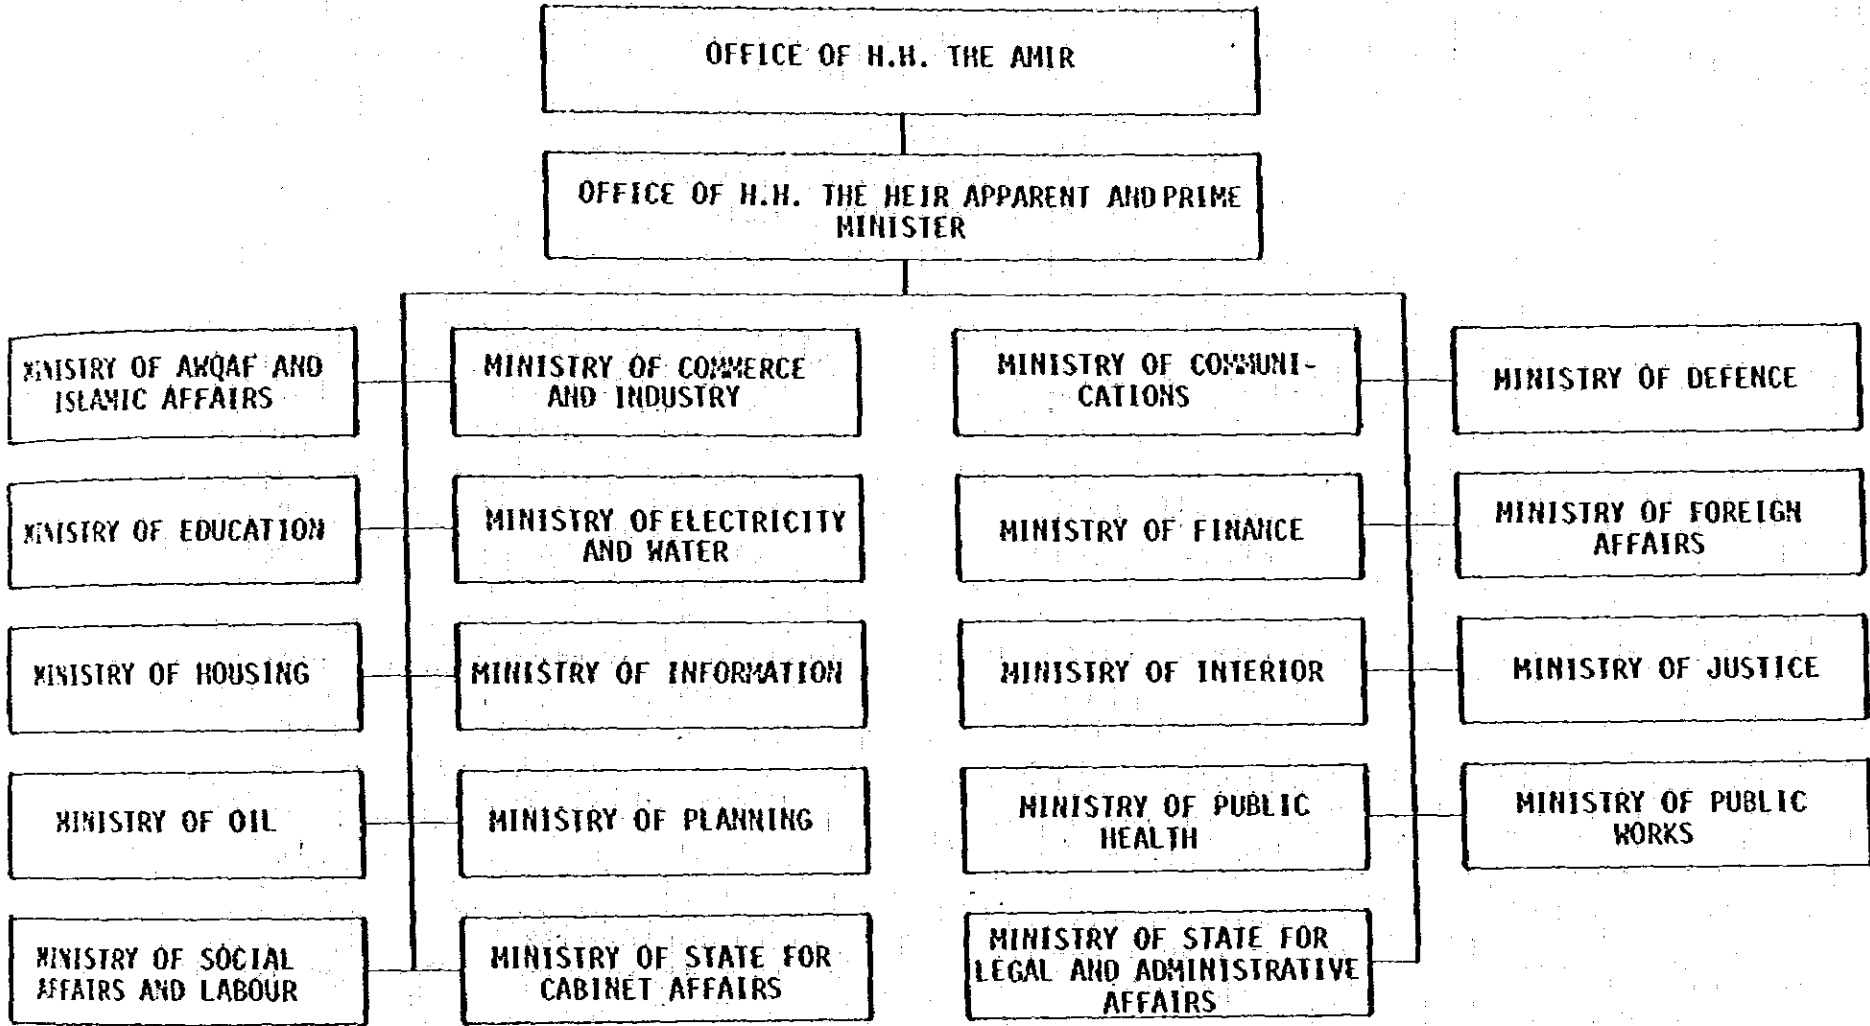 OFFICE OF H.H. THE AMIR
OFFICE OF H.H. THE HEIR APPARENT AND PRIME
MINISTER
MINISTRY OF AWQAF AND
ISLAMIC AFFAIRS
MINISTRY OF COMMERCE
AND INDUSTRY
MINISTRY OF COMMUNI-
CATIONS
MINISTRY OF DEFENCE
MINISTRY OF EDUCATION
MINISTRY OF ELECTRICITY
AND WATER
MINISTRY OF FINANCE
MINISTRY OF FOREIGN
AFFAIRS
MINISTRY OF HOUSING
MINISTRY OF INFORMATION
MINISTRY OF INTERIOR
MINISTRY OF JUSTICE
MINISTRY OF OIL
MINISTRY OF PLANNING
MINISTRY OF PUBLIC
HEALTH
MINISTRY OF PUBLIC
WORKS
MINISTRY OF SOCIAL
AFFAIRS AND LABOUR
MINISTRY OF STATE FOR
CABINET AFFAIRS
MINISTRY OF STATE FOR
LEGAL AND ADMINISTRATIVE
AFFAIRS